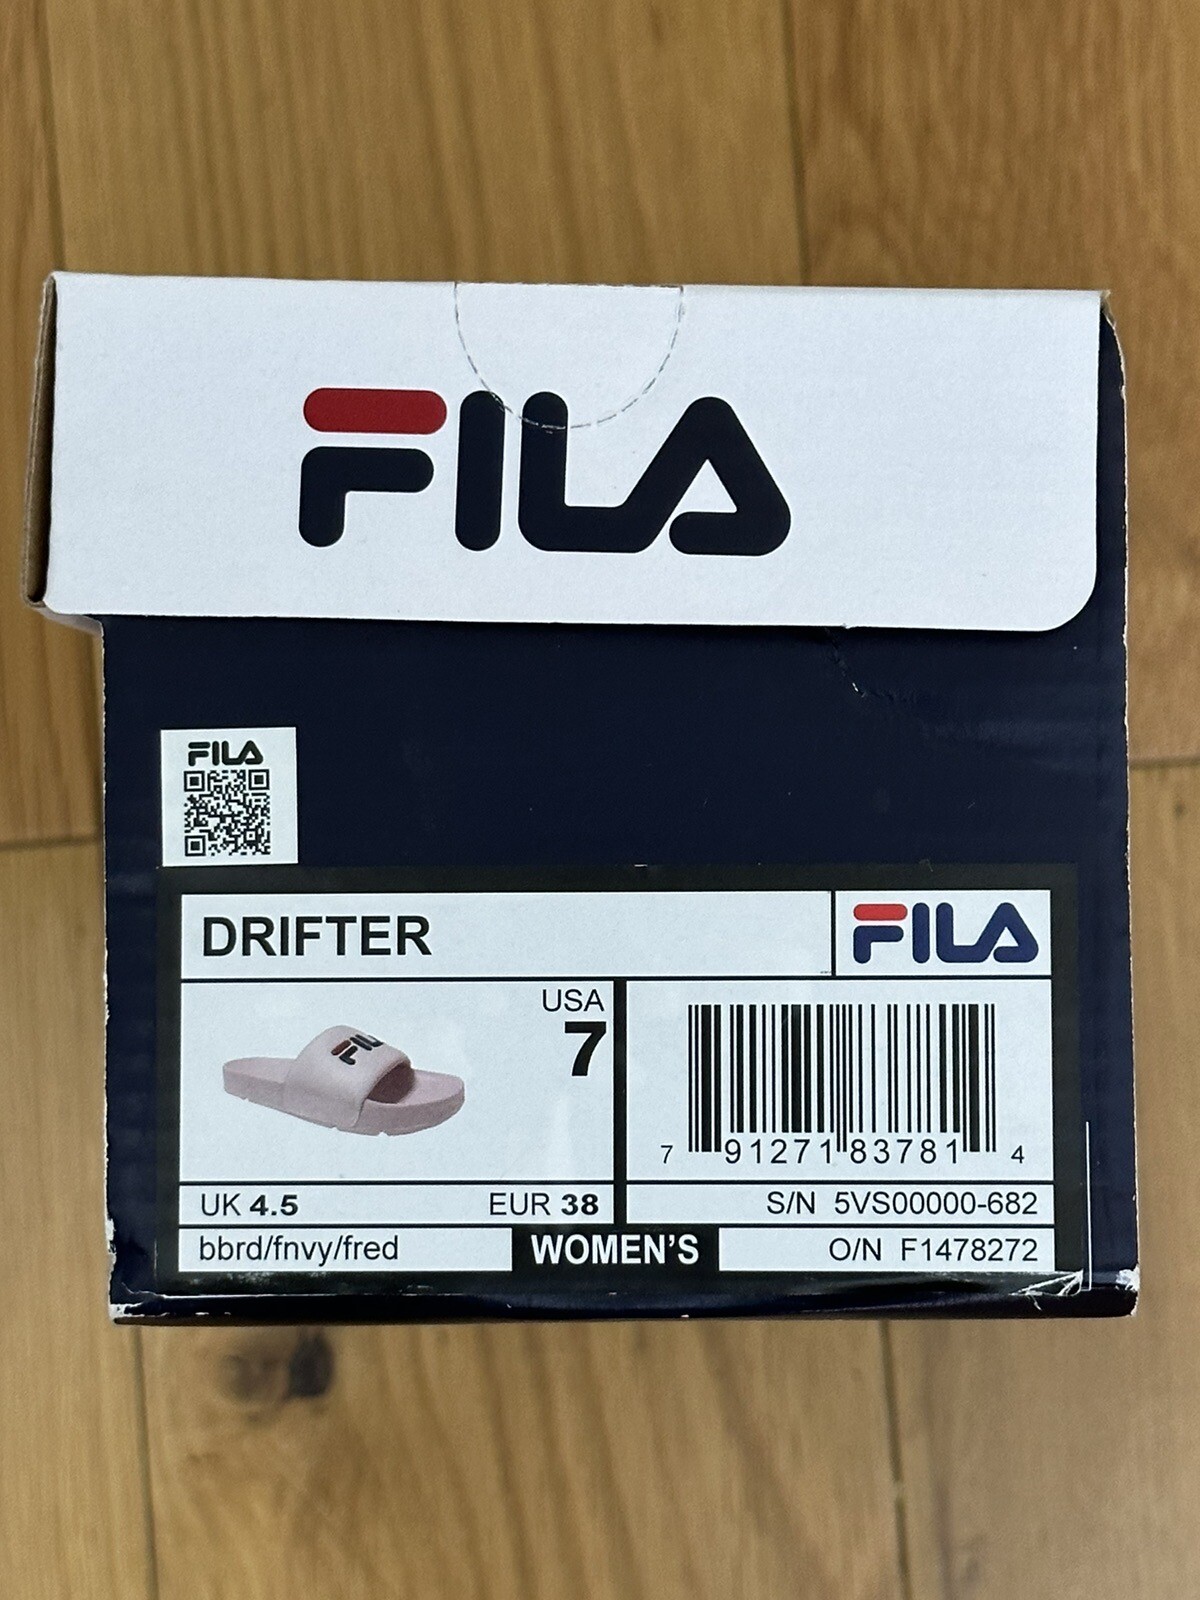 FILA
FILA
DRIFTER
FILA
FIL
USA
7
7 91271 83781 4
UK 4.5
EUR 38
S/N 5VS00000-682
bbrd/fnvy/fred
WOMEN'S
O/N F1478272